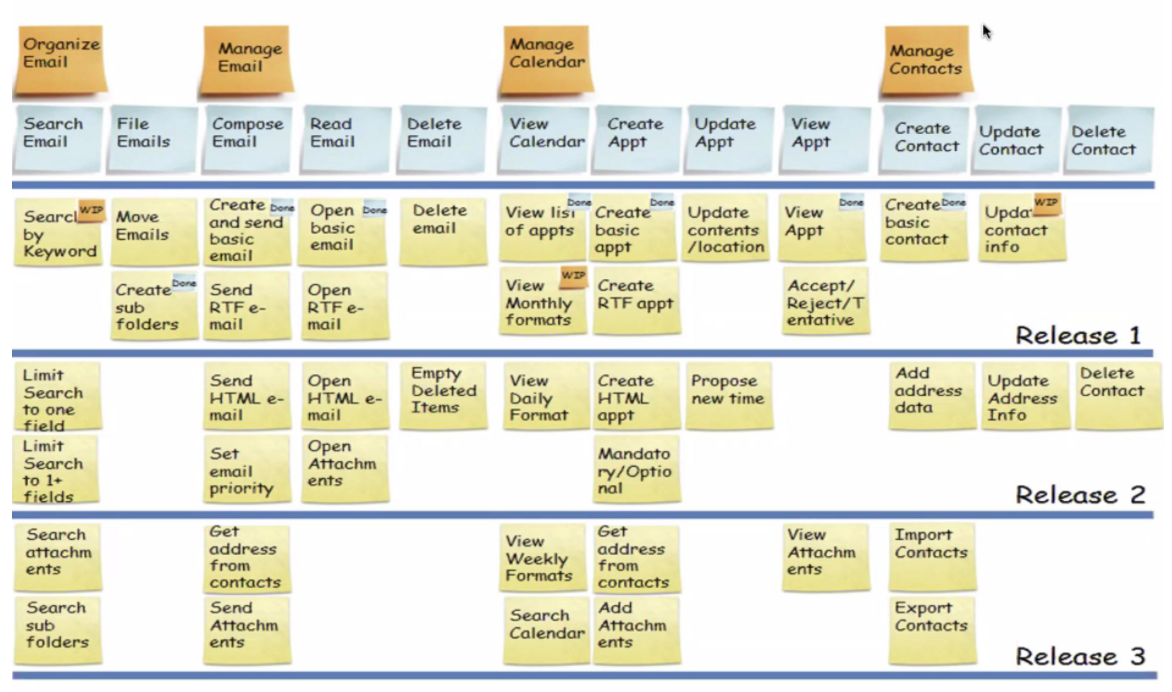 Organize
Email
Manage
Email
Manage
Calendar
Manage
Contacts
Search
Email
File
Emails
Compose
Email
Read
Email
Delete
Email
View
Calendar
Create
Appt
Update
Appt
View
Appt
Create
Contact
Update
Contact
Delete
Contact
Search
by
Keyword
WIP
Move
Emails
Create
and send
basic
email
Done
Open
basic
email
Done
Delete
email
View list
of appts
Done
Create
basic
appt
Done
Update
contents
/location
View
Appt
Done
Create
basic
contact
Done
Update
contact
info
WIP
Create
sub
folders
Done
Send
RTF e-
mail
Open
RTF e-
mail
View
Monthly
formats
WIP
Create
RTF appt
Accept/
Reject/T
entative
Release 1
Limit
Search
to one
field
Send
HTML e-
mail
Open
HTML e-
mail
Empty
Deleted
Items
View
Daily
Format
Create
HTML
appt
Propose
new time
Add
address
data
Update
Address
Info
Delete
Contact
Limit
Search
to 1+
fields
Set
email
priority
Open
Attachm
ents
Mandato
ry/Optio
nal
Release 2
Search
attachm
ents
Get
address
from
contacts
View
Weekly
Formats
Get
address
from
contacts
View
Attachm
ents
Import
Contacts
Search
sub
folders
Send
Attachm
ents
Search
Calendar
Add
Attachm
ents
Export
Contacts
Release 3